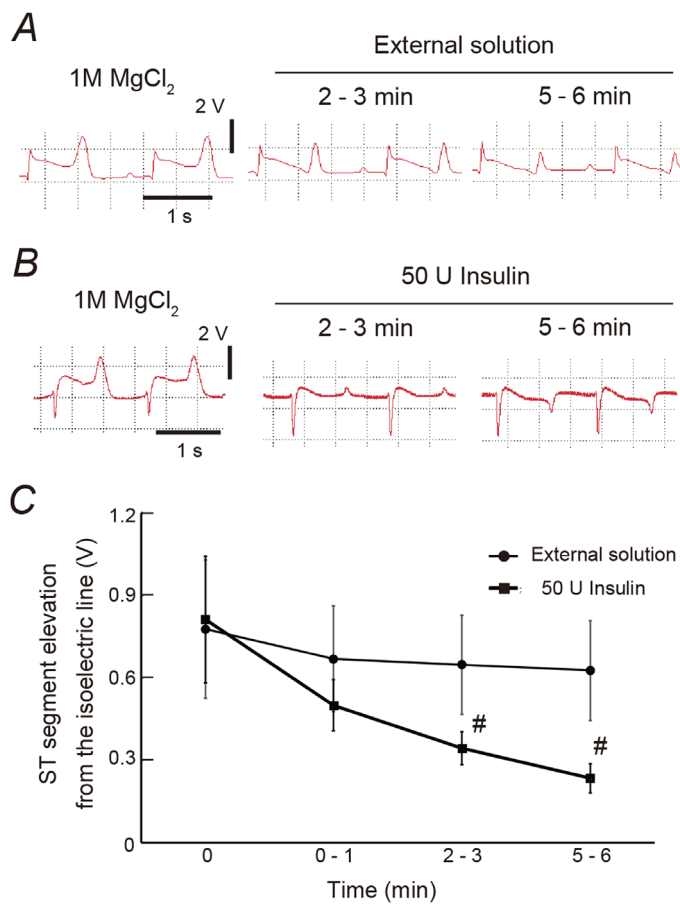 A
External solution
1M MgCl₂
2 - 3 min
5 - 6 min
2 V
1 s
B
50 U Insulin
1M MgCl₂
2 - 3 min
5 - 6 min
2 V
1 s
C
ST segment elevation
from the isoelectric line (V)
1.2
0.9
0.6
0.3
0
External solution
50 U Insulin
#
#
0
0 - 1
2 - 3
5 - 6
Time (min)